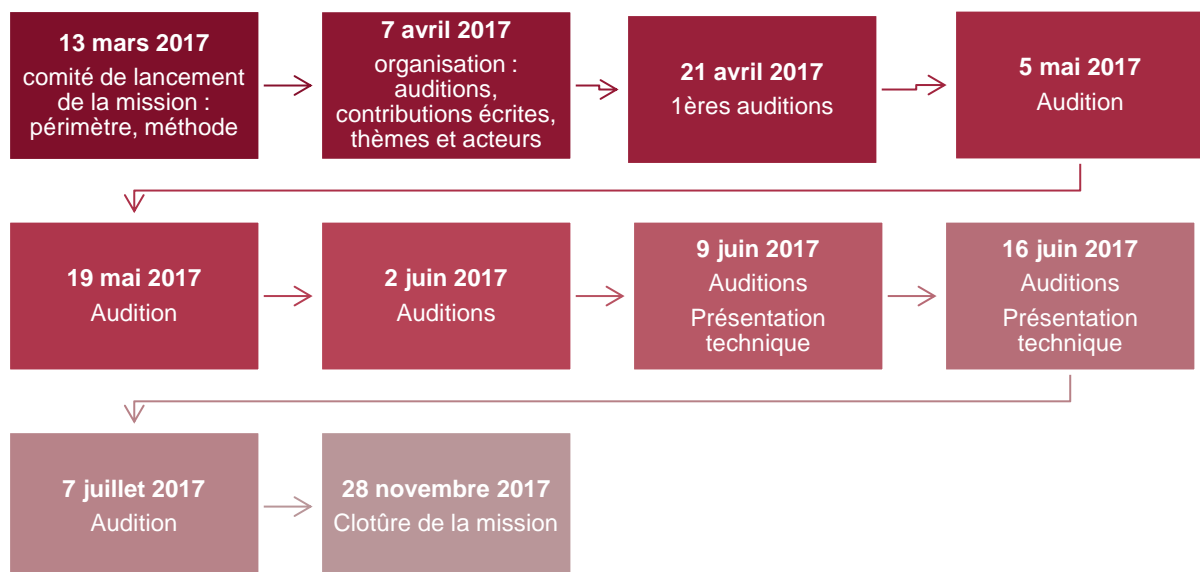 13 mars 2017
comité de lancement
de la mission :
périmètre, méthode
7 avril 2017
organisation :
auditions,
contributions écrites,
thèmes et acteurs
21 avril 2017
1ères auditions
5 mai 2017
Audition
19 mai 2017
Audition
2 juin 2017
Auditions
9 juin 2017
Auditions
Présentation
technique
16 juin 2017
Auditions
Présentation
technique
7 juillet 2017
Audition
28 novembre 2017
Clotûre de la mission